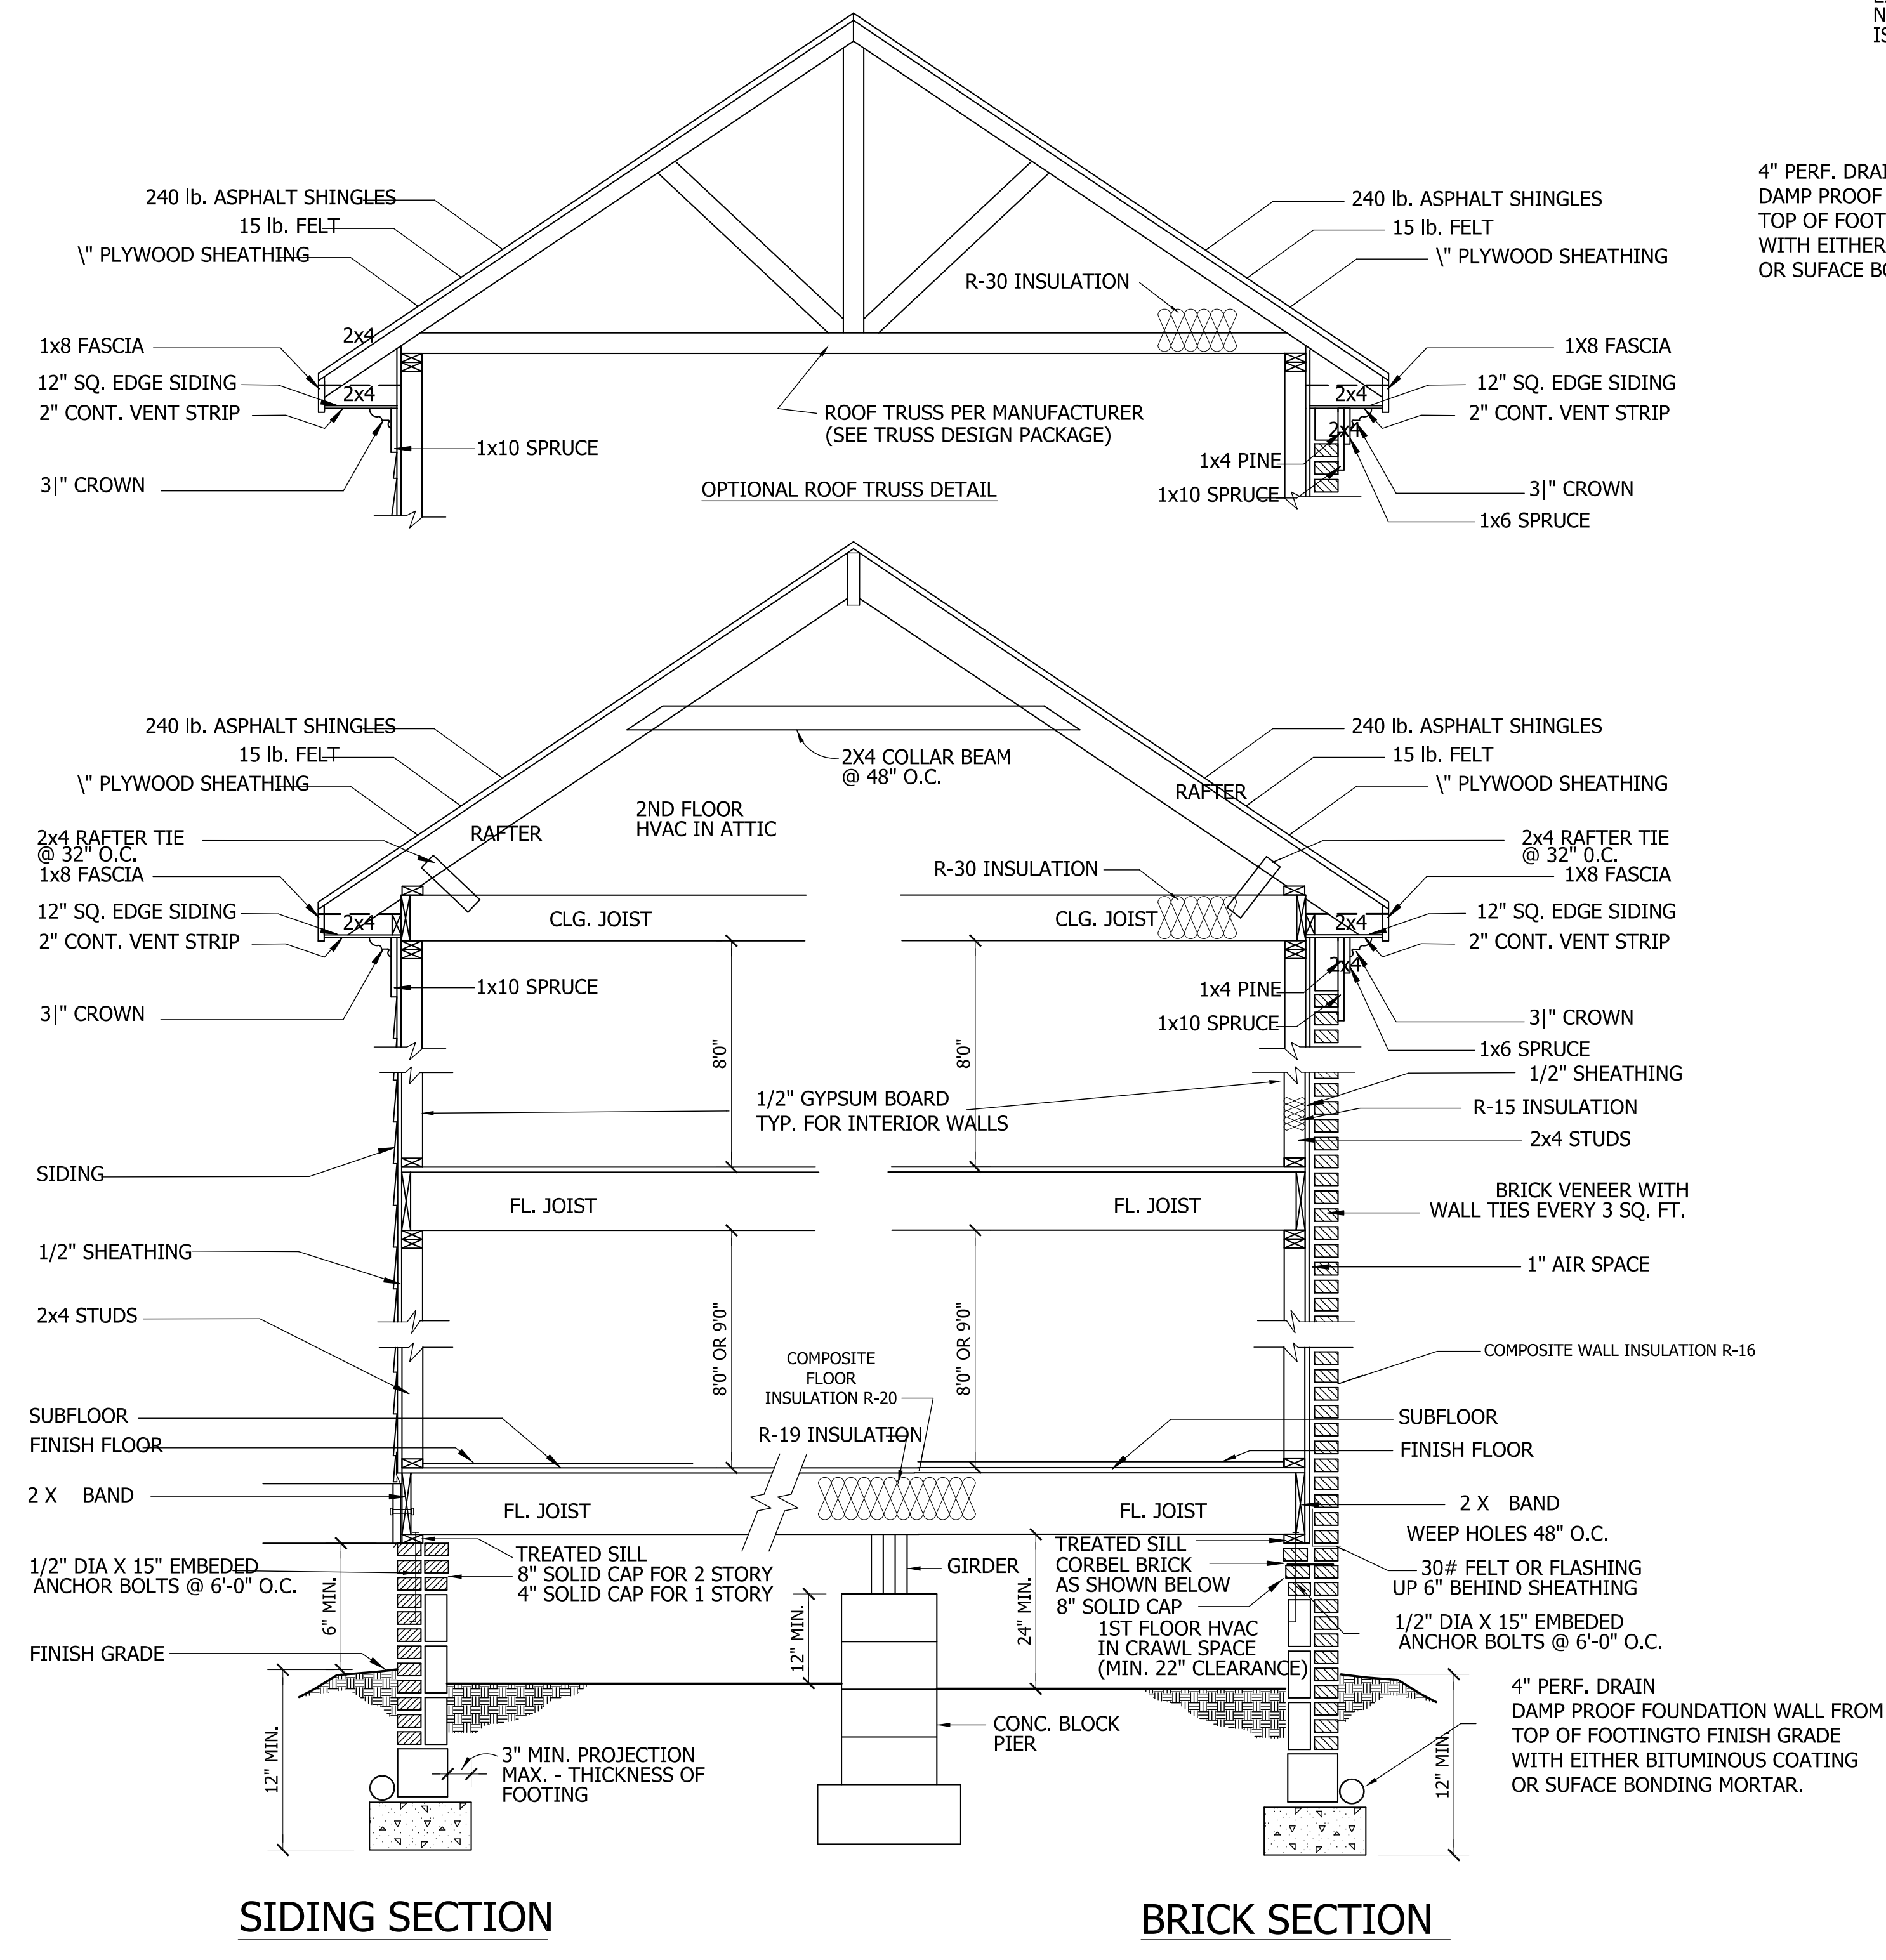 N
IS
240 lb. ASPHALT SHINGLES
15 lb. FELT
\" PLYWOOD SHEATHING
2x4
1x8 FASCIA
12" SQ. EDGE SIDING
2x4
2" CONT. VENT STRIP
1x10 SPRUCE
3|" CROWN
R-30 INSULATION
ROOF TRUSS PER MANUFACTURER
(SEE TRUSS DESIGN PACKAGE)
OPTIONAL ROOF TRUSS DETAIL
240 lb. ASPHALT SHINGLES
15 lb. FELT
\" PLYWOOD SHEATHING
1X8 FASCIA
12" SQ. EDGE SIDING
2x4
2" CONT. VENT STRIP
2x4
1x4 PINE
1x10 SPRUCE
3|" CROWN
1x6 SPRUCE
4" PERF. DRAI
DAMP PROOF
TOP OF FOOT
WITH EITHER
OR SUFACE BO
240 lb. ASPHALT SHINGLES
15 lb. FELT
\" PLYWOOD SHEATHING
2x4 RAFTER TIE
@ 32" O.C.
1x8 FASCIA
12" SQ. EDGE SIDING
2x4
2" CONT. VENT STRIP
1x10 SPRUCE
3|" CROWN
RAFTER
2ND FLOOR
HVAC IN ATTIC
2X4 COLLAR BEAM
@ 48" O.C.
RAFTER
R-30 INSULATION
CLG. JOIST
CLG. JOIST
240 lb. ASPHALT SHINGLES
15 lb. FELT
\" PLYWOOD SHEATHING
2x4 RAFTER TIE
@ 32" 0.C.
1X8 FASCIA
12" SQ. EDGE SIDING
2x4
2" CONT. VENT STRIP
2x4
1x4 PINE
1x10 SPRUCE
3|" CROWN
1x6 SPRUCE
8'0"
8'0"
1/2" GYPSUM BOARD
TYP. FOR INTERIOR WALLS
1/2" SHEATHING
R-15 INSULATION
2x4 STUDS
SIDING
FL. JOIST
FL. JOIST
BRICK VENEER WITH
WALL TIES EVERY 3 SQ. FT.
1/2" SHEATHING
1" AIR SPACE
2x4 STUDS
8'0" OR 9'0"
8'0" OR 9'0"
COMPOSITE
FLOOR
INSULATION R-20
R-19 INSULATION
COMPOSITE WALL INSULATION R-16
SUBFLOOR
FINISH FLOOR
2 X BAND
SUBFLOOR
FINISH FLOOR
2 X BAND
FL. JOIST
FL. JOIST
WEEP HOLES 48" O.C.
30# FELT OR FLASHING
UP 6" BEHIND SHEATHING
1/2" DIA X 15" EMBEDED
ANCHOR BOLTS @ 6'-0" O.C.
6" MIN.
TREATED SILL
8" SOLID CAP FOR 2 STORY
4" SOLID CAP FOR 1 STORY
GIRDER
12" MIN.
24" MIN.
TREATED SILL
CORBEL BRICK
AS SHOWN BELOW
8" SOLID CAP
1ST FLOOR HVAC
IN CRAWL SPACE
(MIN. 22" CLEARANCE)
1/2" DIA X 15" EMBEDED
ANCHOR BOLTS @ 6'-0" O.C.
FINISH GRADE
12" MIN.
3" MIN. PROJECTION
MAX. - THICKNESS OF
FOOTING
CONC. BLOCK
PIER
12" MIN.
4" PERF. DRAIN
DAMP PROOF FOUNDATION WALL FROM
TOP OF FOOTINGTO FINISH GRADE
WITH EITHER BITUMINOUS COATING
OR SUFACE BONDING MORTAR.
SIDING SECTION
BRICK SECTION